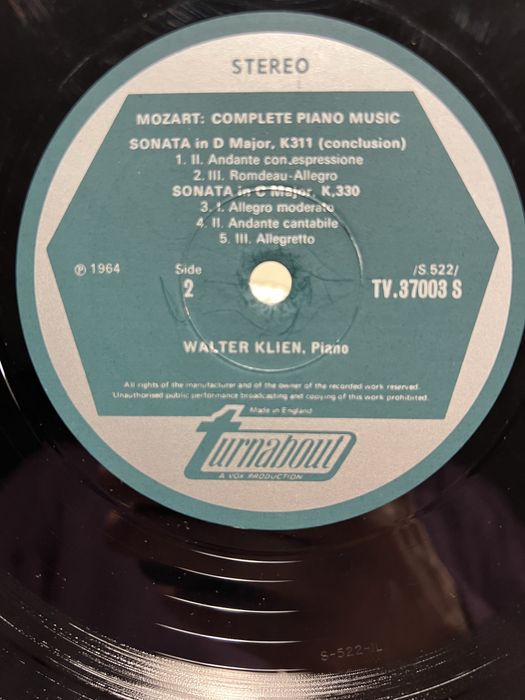 STEREO
MOZART: COMPLETE PIANO MUSIC
SONATA in D Major, K311 (conclusion)
1. II. Andante con espressione
2. III. Romdeau-Allegro
SONATA in C Major, K.330
3. I. Allegro moderato
4. II. Andante cantabile
5. III. Allegretto
℗ 1964
Side
2
/S.522/
TV.37003 S
WALTER KLIEN, Piano
All rights of the manufacturer and of the owner of the recorded work reserved.
Unauthorised public performance broadcasting and copying of this work prohibited.
Made in England
turnabout
A VOX PRODUCTION
S-522-1L